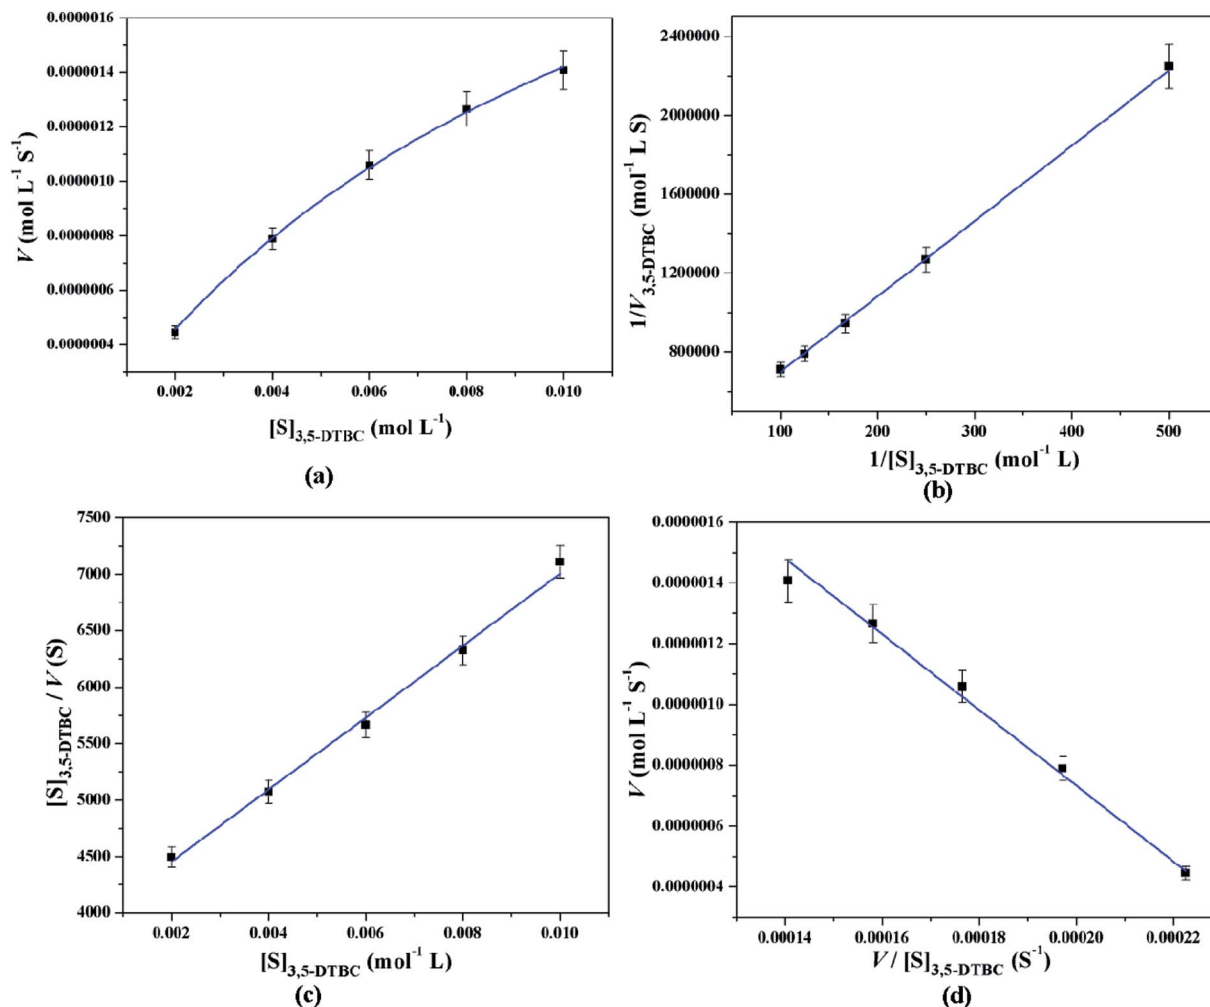 0.0000016
0.0000014
0.0000012
0.0000010
0.0000008
0.0000006
0.0000004
V (mol L⁻¹ S⁻¹)
0.002 0.004 0.006 0.008 0.010
[S]3,5-DTBC (mol L⁻¹)
(a)
2400000
2000000
1600000
1200000
800000
1/V3,5-DTBC (mol⁻¹ L S)
100 200 300 400 500
1/[S]3,5-DTBC (mol⁻¹ L)
(b)
7500
7000
6500
6000
5500
5000
4500
4000
[S]3,5-DTBC / V (S)
0.002 0.004 0.006 0.008 0.010
[S]3,5-DTBC (mol⁻¹ L)
(c)
0.0000016
0.0000014
0.0000012
0.0000010
0.0000008
0.0000006
0.0000004
V (mol L⁻¹ S⁻¹)
0.00014 0.00016 0.00018 0.00020 0.00022
V / [S]3,5-DTBC (S⁻¹)
(d)